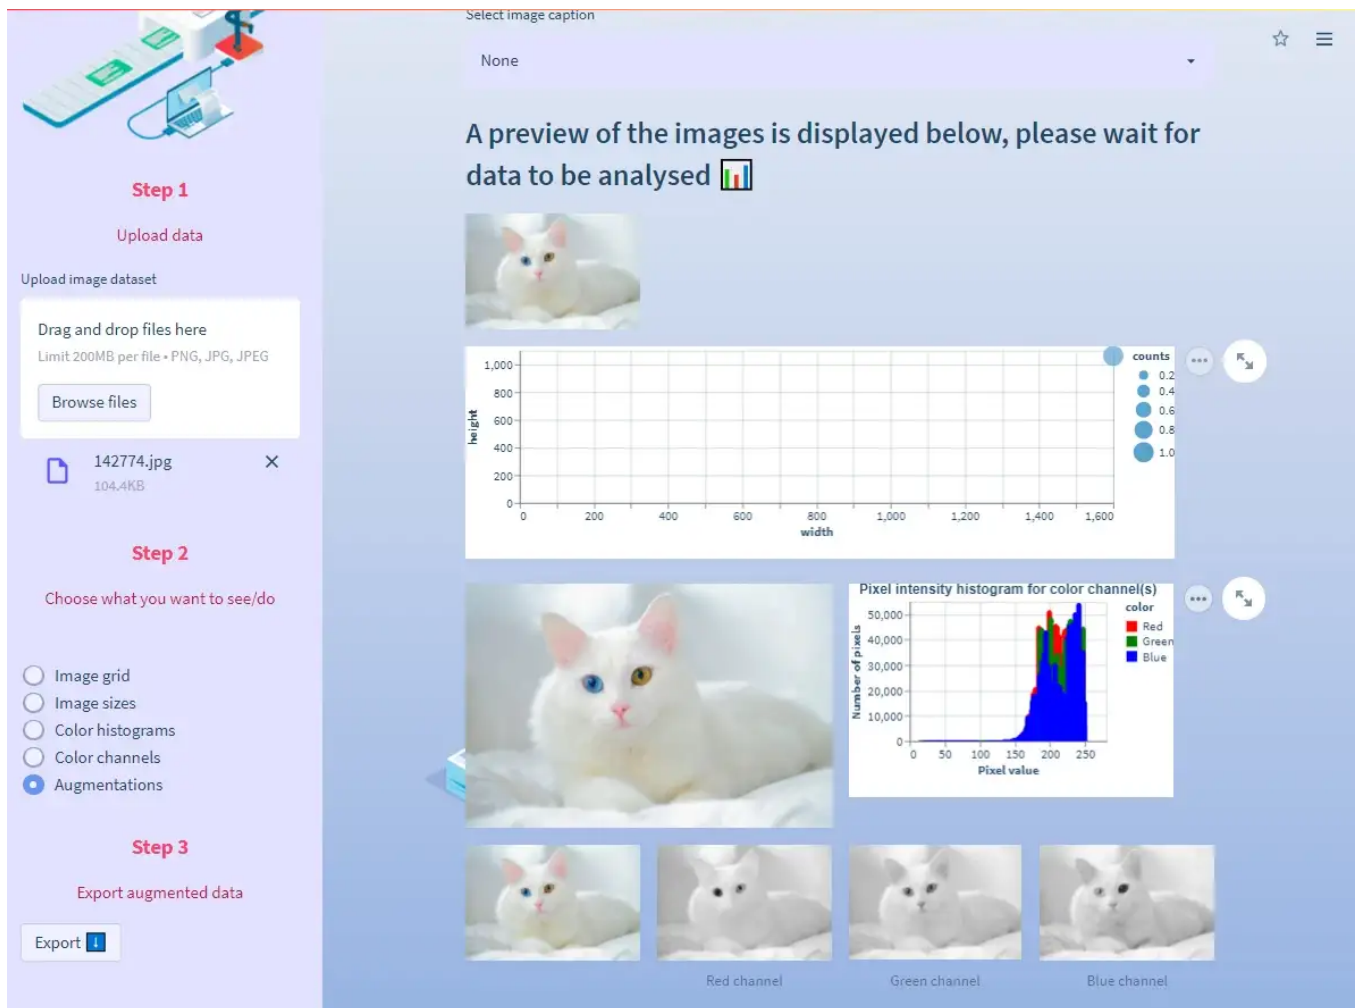 Step 1
Upload data
Upload image dataset
Drag and drop files here
Limit 200MB per file • PNG, JPG, JPEG
Browse files
142774.jpg
104.4KB
Step 2
Choose what you want to see/do
Image grid
Image sizes
Color histograms
Color channels
Augmentations
Step 3
Export augmented data
Export
Select image caption
None
A preview of the images is displayed below, please wait for
data to be analysed
height
1,000
800
600
400
200
0
0 200 400 600 800 1,000 1,200 1,400 1,600
width
counts
0.2
0.4
0.6
0.8
1.0
Pixel intensity histogram for color channel(s)
Number of pixels
50,000
40,000
30,000
20,000
10,000
0
0 50 100 150 200 250
Pixel value
color
Red
Green
Blue
Red channel
Green channel
Blue channel